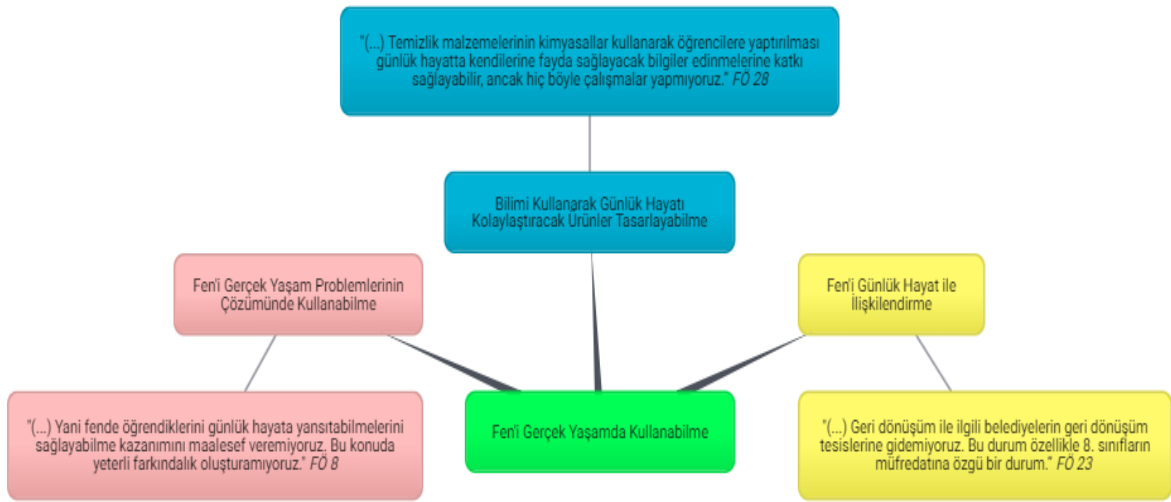 "(...) Temizlik malzemelerinin kimyasallar kullanarak öğrencilere yaptırılması
günlük hayatta kendilerine fayda sağlayacak bilgiler edinmelerine katkı
sağlayabilir, ancak hiç böyle çalışmalar yapmıyoruz." FÖ 28
Bilimi Kullanarak Günlük Hayatı
Kolaylaştıracak Ürünler Tasarlayabilme
Fen'i Gerçek Yaşam Problemlerinin
Çözümünde Kullanabilme
Fen'i Günlük Hayat ile
İlişkilendirme
"(...) Yani fende öğrendiklerini günlük hayata yansıtabilmelerini
sağlayabilme kazanımını maalesef veremiyoruz. Bu konuda
yeterli farkındalık oluşturamıyoruz." FÖ 8
Fen'i Gerçek Yaşamda Kullanabilme
"(...) Geri dönüşüm ile ilgili belediyelerin geri dönüşüm
tesislerine gidemiyoruz. Bu durum özellikle 8. sınıfların
müfredatına özgü bir durum." FÖ 23